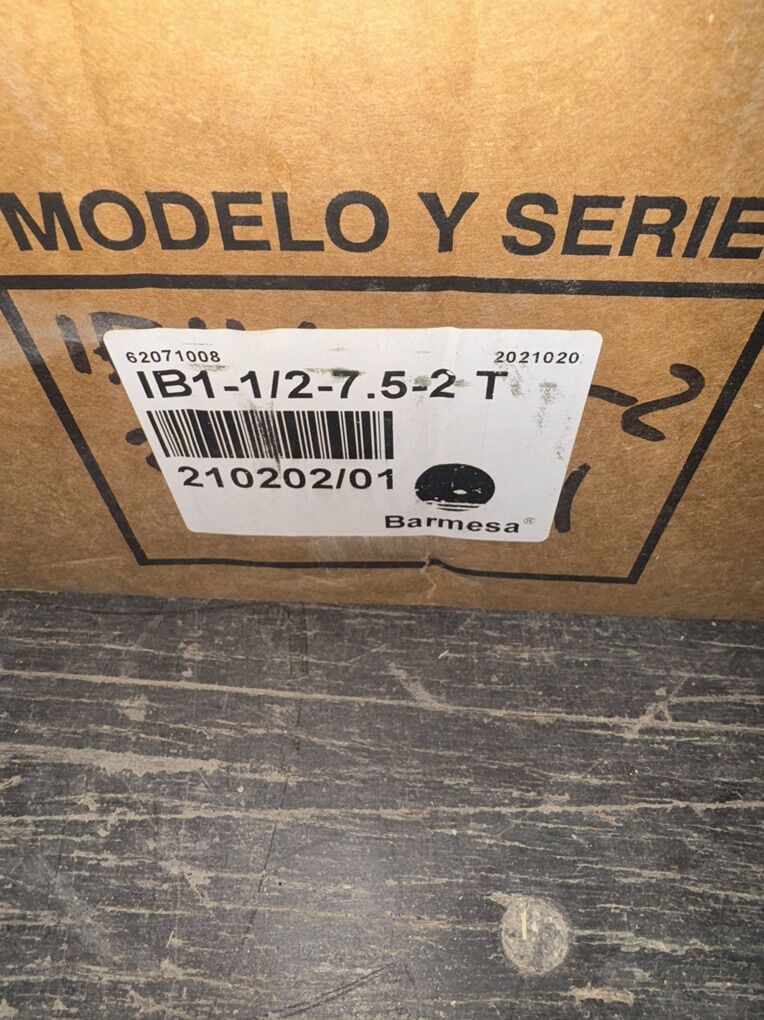 MODELO Y SERIE
62071008 2021020
IB1-1/2-7.5-2 T
210202/01
Barmesa®